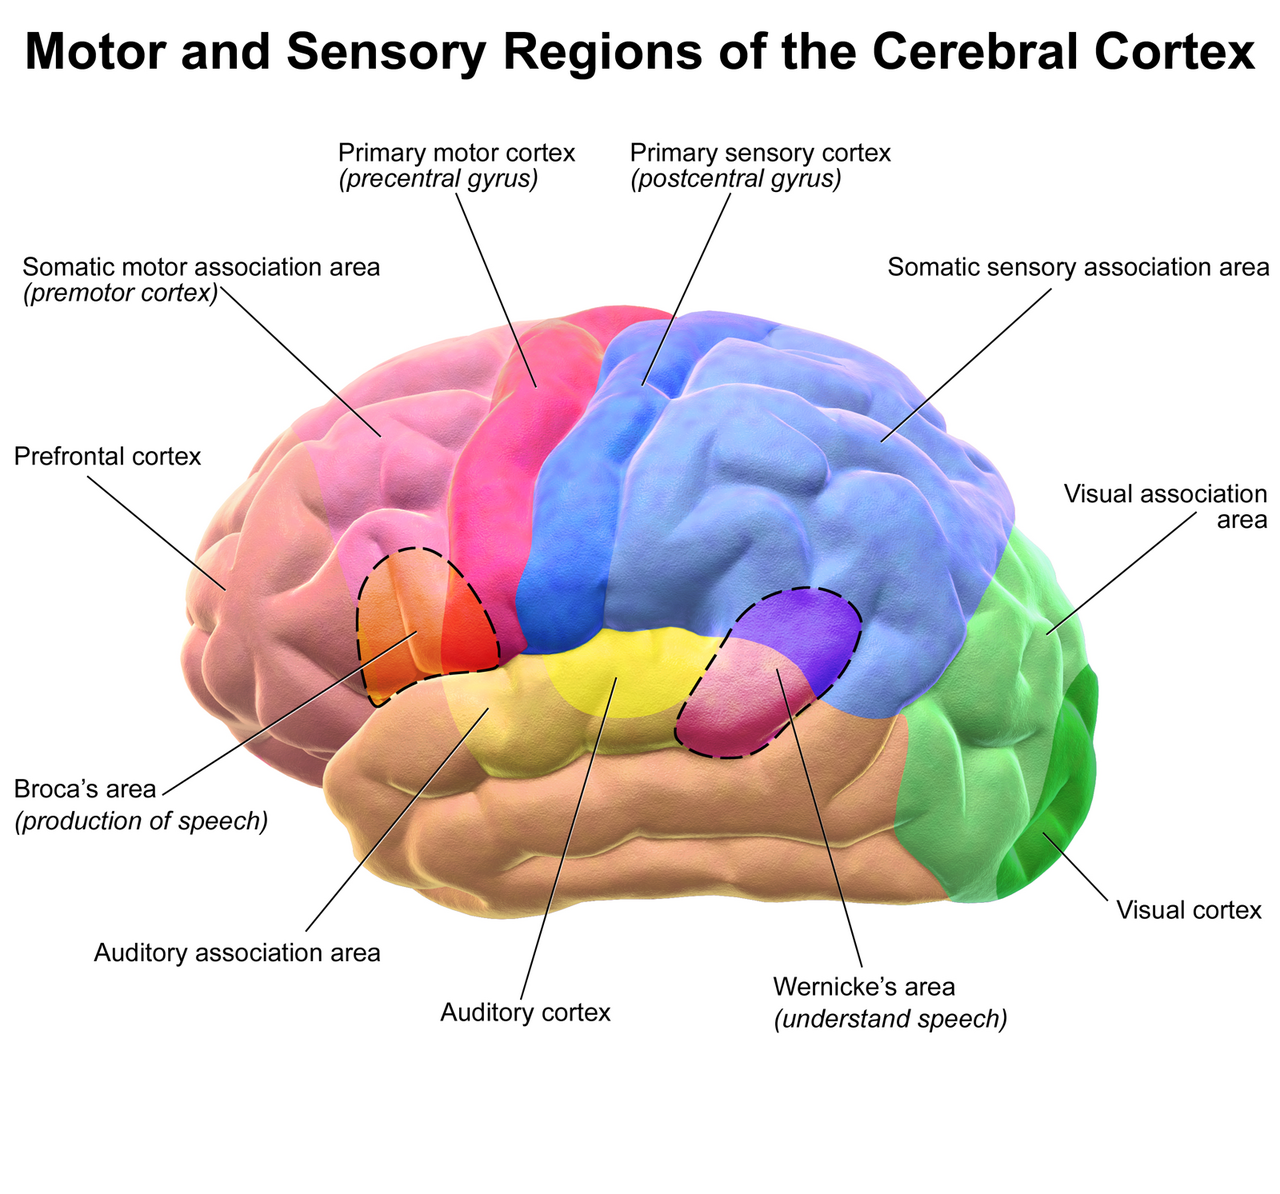 Motor and Sensory Regions of the Cerebral Cortex
Primary motor cortex
(precentral gyrus)
Primary sensory cortex
(postcentral gyrus)
Somatic motor association area
(premotor cortex)
Somatic sensory association area
Prefrontal cortex
Visual association
area
Broca’s area
(production of speech)
Visual cortex
Auditory association area
Auditory cortex
Wernicke’s area
(understand speech)